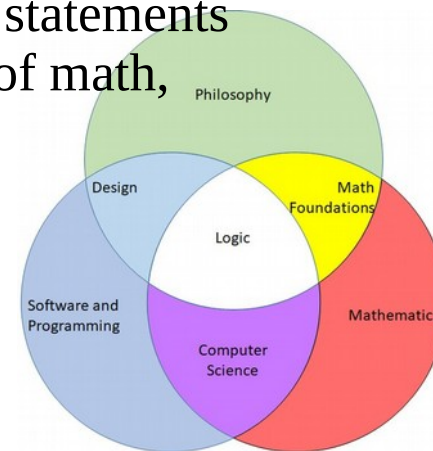 statements
of math,
Philosophy
Design
Math
Foundations
Logic
Software and
Programming
Mathematic
Computer
Science